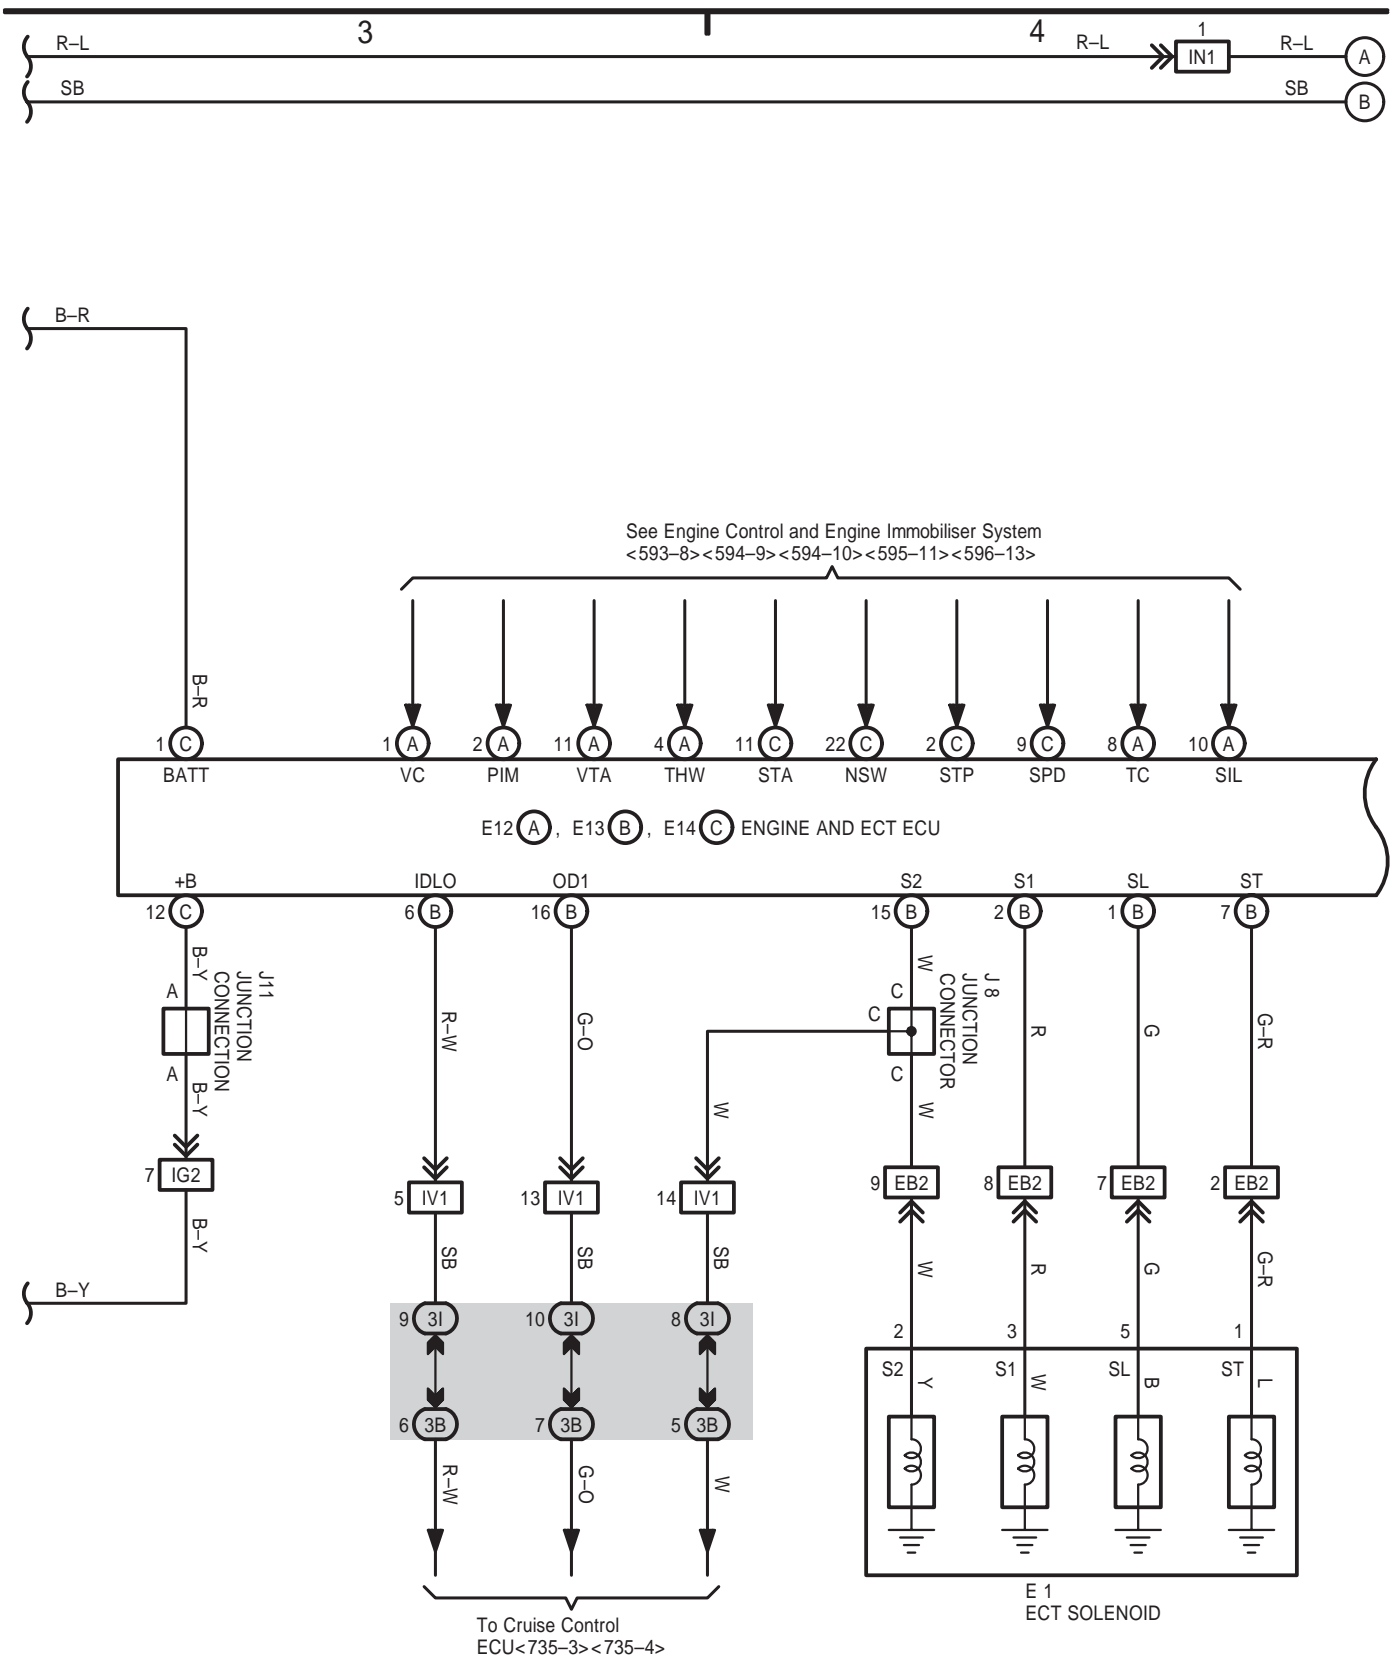 3
4
R–L
R–L
1
IN1
R–L
A
SB
SB
B
B–R
See Engine Control and Engine Immobiliser System
<593–8><594–9><594–10><595–11><596–13>
B–R
1 C
1 A
2 A
11 A
4 A
11 C
22 C
2 C
9 C
8 A
10 A
BATT
VC
PIM
VTA
THW
STA
NSW
STP
SPD
TC
SIL
E12 A , E13 B , E14 C ENGINE AND ECT ECU
+B
IDLO
OD1
S2
S1
SL
ST
12 C
6 B
16 B
15 B
2 B
1 B
7 B
B–Y
J11
JUNCTION
CONNECTION
A
A
B–Y
R–W
G–O
W
J 8
JUNCTION
CONNECTOR
C
C
C
W
W
R
G
G–R
7 IG2
5 IV1
13 IV1
14 IV1
9 EB2
8 EB2
7 EB2
2 EB2
B–Y
SB
SB
SB
W
R
G
G–R
B–Y
9 3I
10 3I
8 3I
2
3
5
1
S2
S1
SL
ST
Y
W
B
L
6 3B
7 3B
5 3B
R–W
G–O
W
E 1
ECT SOLENOID
To Cruise Control
ECU<735–3><735–4>